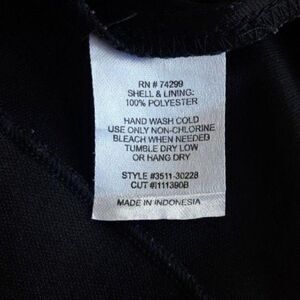 RN # 74299
SHELL & LINING:
100% POLYESTER
HAND WASH COLD
USE ONLY NON-CHLORINE
BLEACH WHEN NEEDED
TUMBLE DRY LOW
OR HANG DRY
STYLE #3511-30228
CUT #I111390B
MADE IN INDONESIA